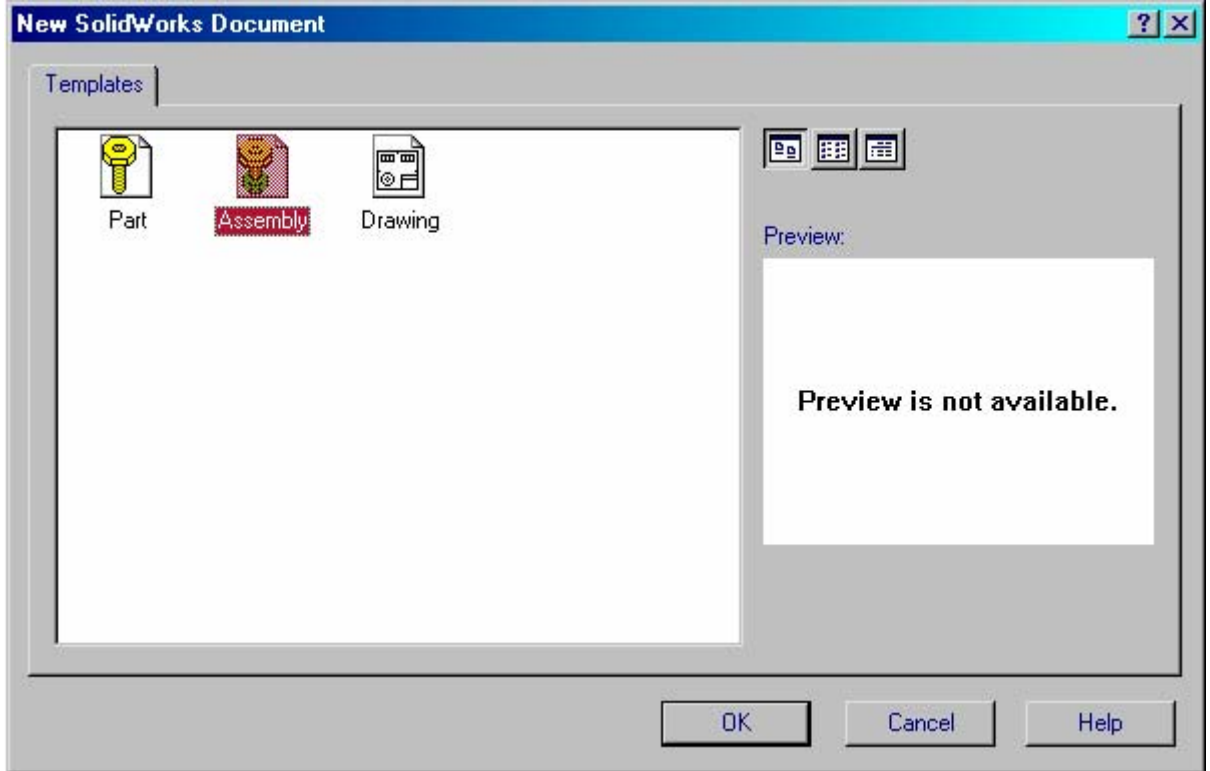 New SolidWorks Document
Templates
Part
Assembly
Drawing
Preview:
Preview is not available.
OK
Cancel
Help